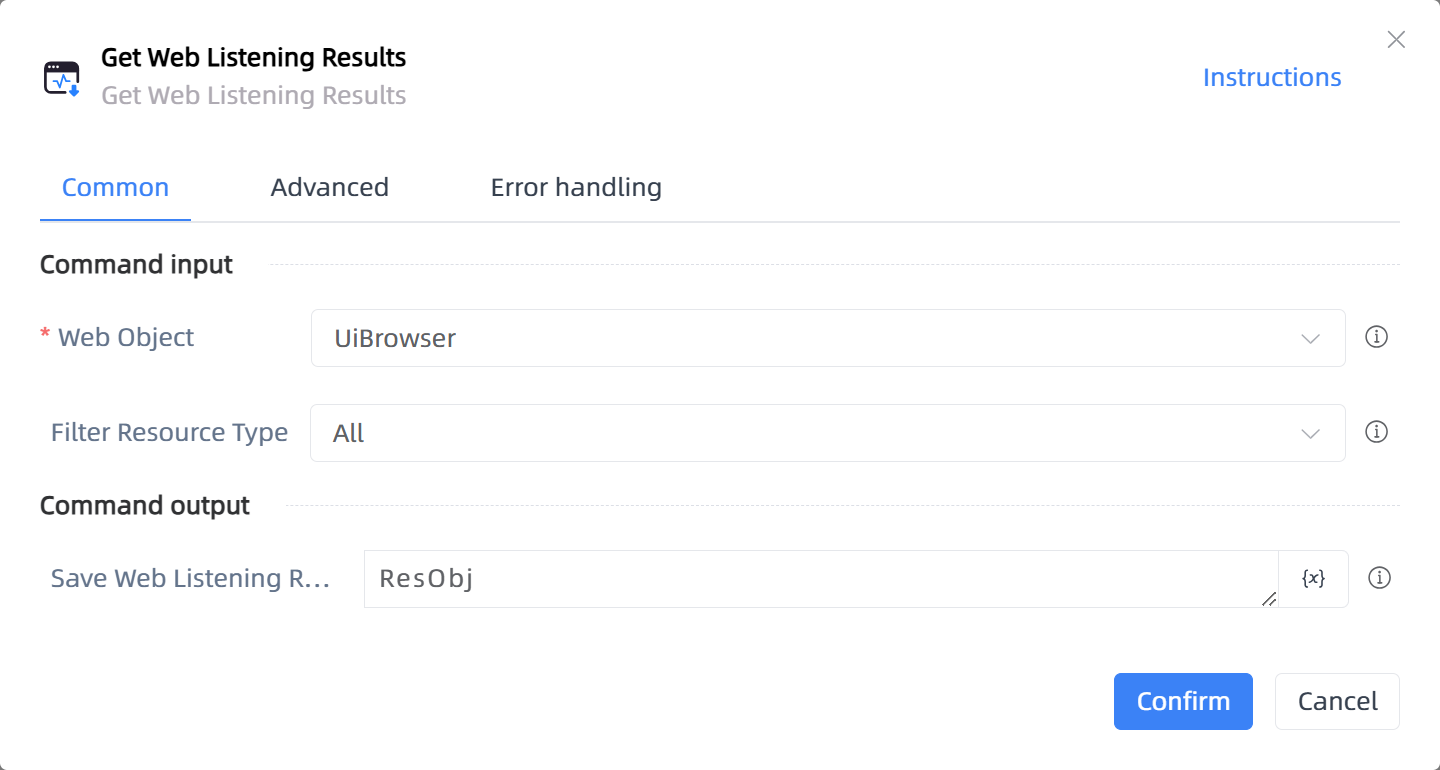 Get Web Listening Results
Get Web Listening Results
Instructions
Common
Advanced
Error handling
Command input
* Web Object
UiBrowser
Filter Resource Type
All
Command output
Save Web Listening R...
ResObj
{x}
Confirm
Cancel